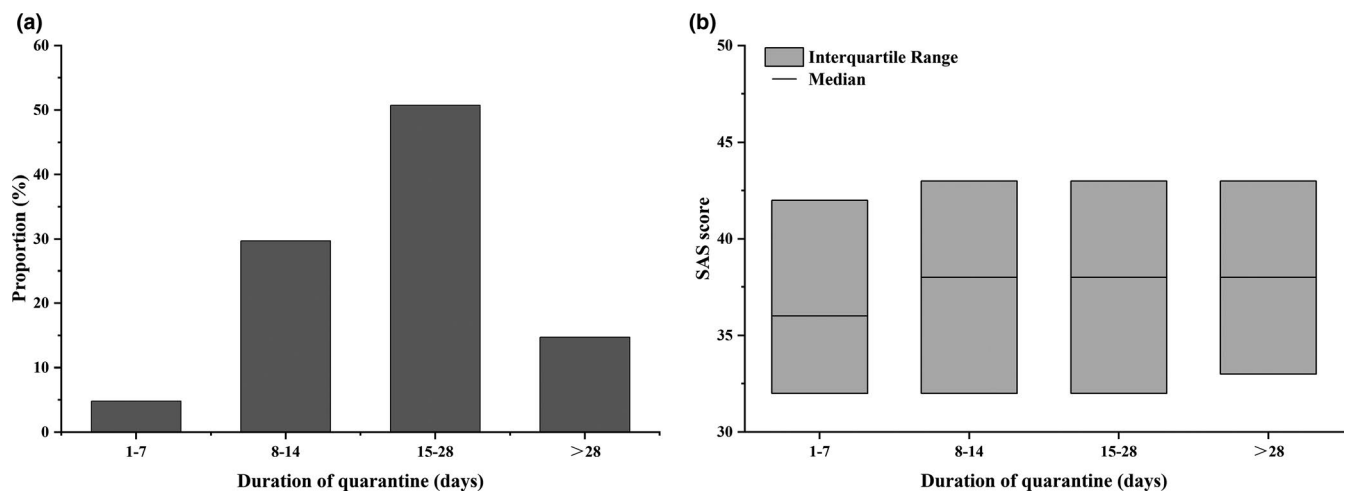 (a)
60
50
40
30
20
10
0
Proportion (%)
1-7 8-14 15-28 >28
Duration of quarantine (days)
(b)
Interquartile Range
Median
50
45
40
35
30
SAS score
1-7 8-14 15-28 >28
Duration of quarantine (days)